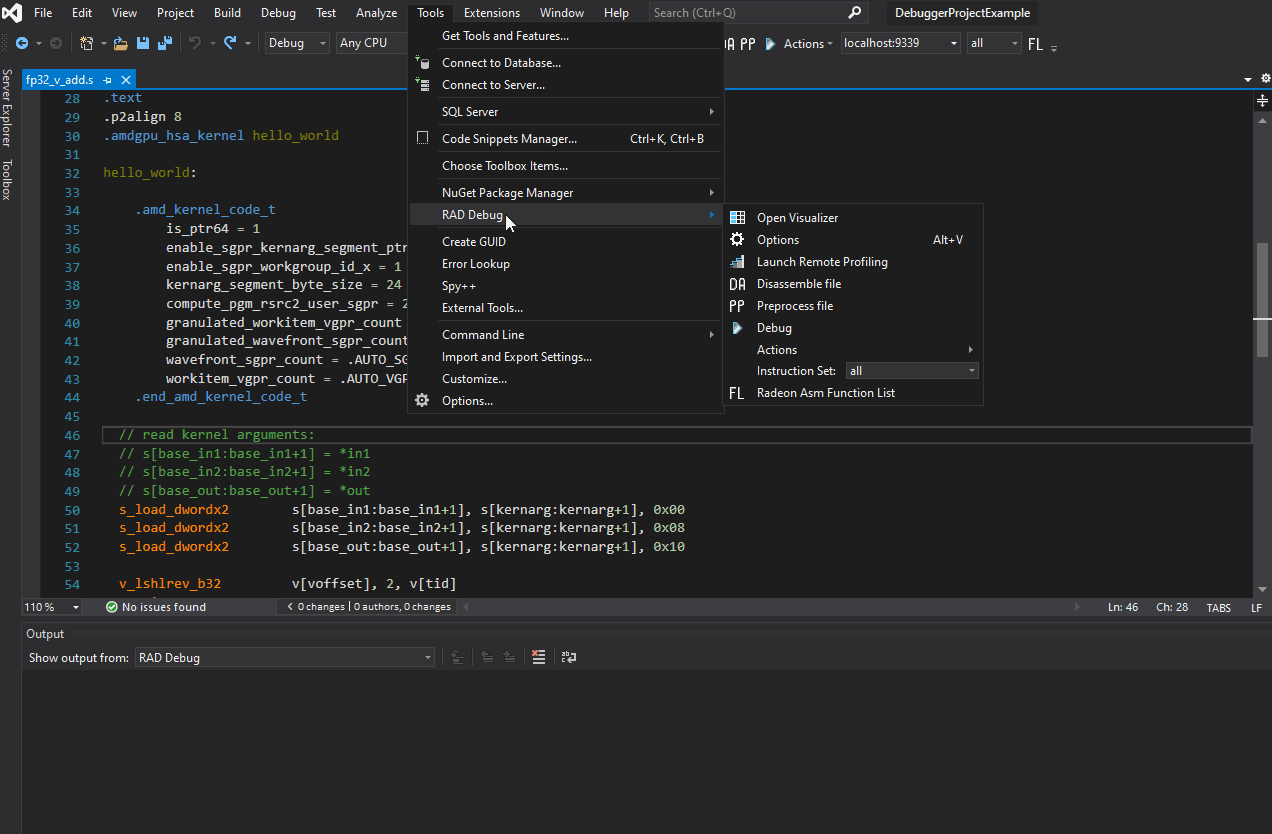 File Edit View Project Build Debug Test Analyze Tools Extensions Window Help Search (Ctrl+Q) DebuggerProjectExample
Debug Any CPU PP Actions localhost:9339 all FL
Server Explorer
Toolbox
fp32_v_add.s
28 .text
29 .p2align 8
30 .amdgpu_hsa_kernel hello_world
31
32 hello_world:
33
34 .amd_kernel_code_t
35 is_ptr64 = 1
36 enable_sgpr_kernarg_segment_ptr
37 enable_sgpr_workgroup_id_x = 1
38 kernarg_segment_byte_size = 24
39 compute_pgm_rsrc2_user_sgpr = 2
40 granulated_workitem_vgpr_count
41 granulated_wavefront_sgpr_count
42 wavefront_sgpr_count = .AUTO_SG
43 workitem_vgpr_count = .AUTO_VGP
44 .end_amd_kernel_code_t
45
46 // read kernel arguments:
47 // s[base_in1:base_in1+1] = *in1
48 // s[base_in2:base_in2+1] = *in2
49 // s[base_out:base_out+1] = *out
50 s_load_dwordx2 s[base_in1:base_in1+1], s[kernarg:kernarg+1], 0x00
51 s_load_dwordx2 s[base_in2:base_in2+1], s[kernarg:kernarg+1], 0x08
52 s_load_dwordx2 s[base_out:base_out+1], s[kernarg:kernarg+1], 0x10
53
54 v_lshlrev_b32 v[voffset], 2, v[tid]
Get Tools and Features...
Connect to Database...
Connect to Server...
SQL Server
Code Snippets Manager... Ctrl+K, Ctrl+B
Choose Toolbox Items...
NuGet Package Manager
RAD Debug
Create GUID
Error Lookup
Spy++
External Tools...
Command Line
Import and Export Settings...
Customize...
Options...
Open Visualizer
Options Alt+V
Launch Remote Profiling
DA Disassemble file
PP Preprocess file
Debug
Actions
Instruction Set: all
FL Radeon Asm Function List
110 % No issues found 0 changes | 0 authors, 0 changes Ln: 46 Ch: 28 TABS LF
Output
Show output from: RAD Debug